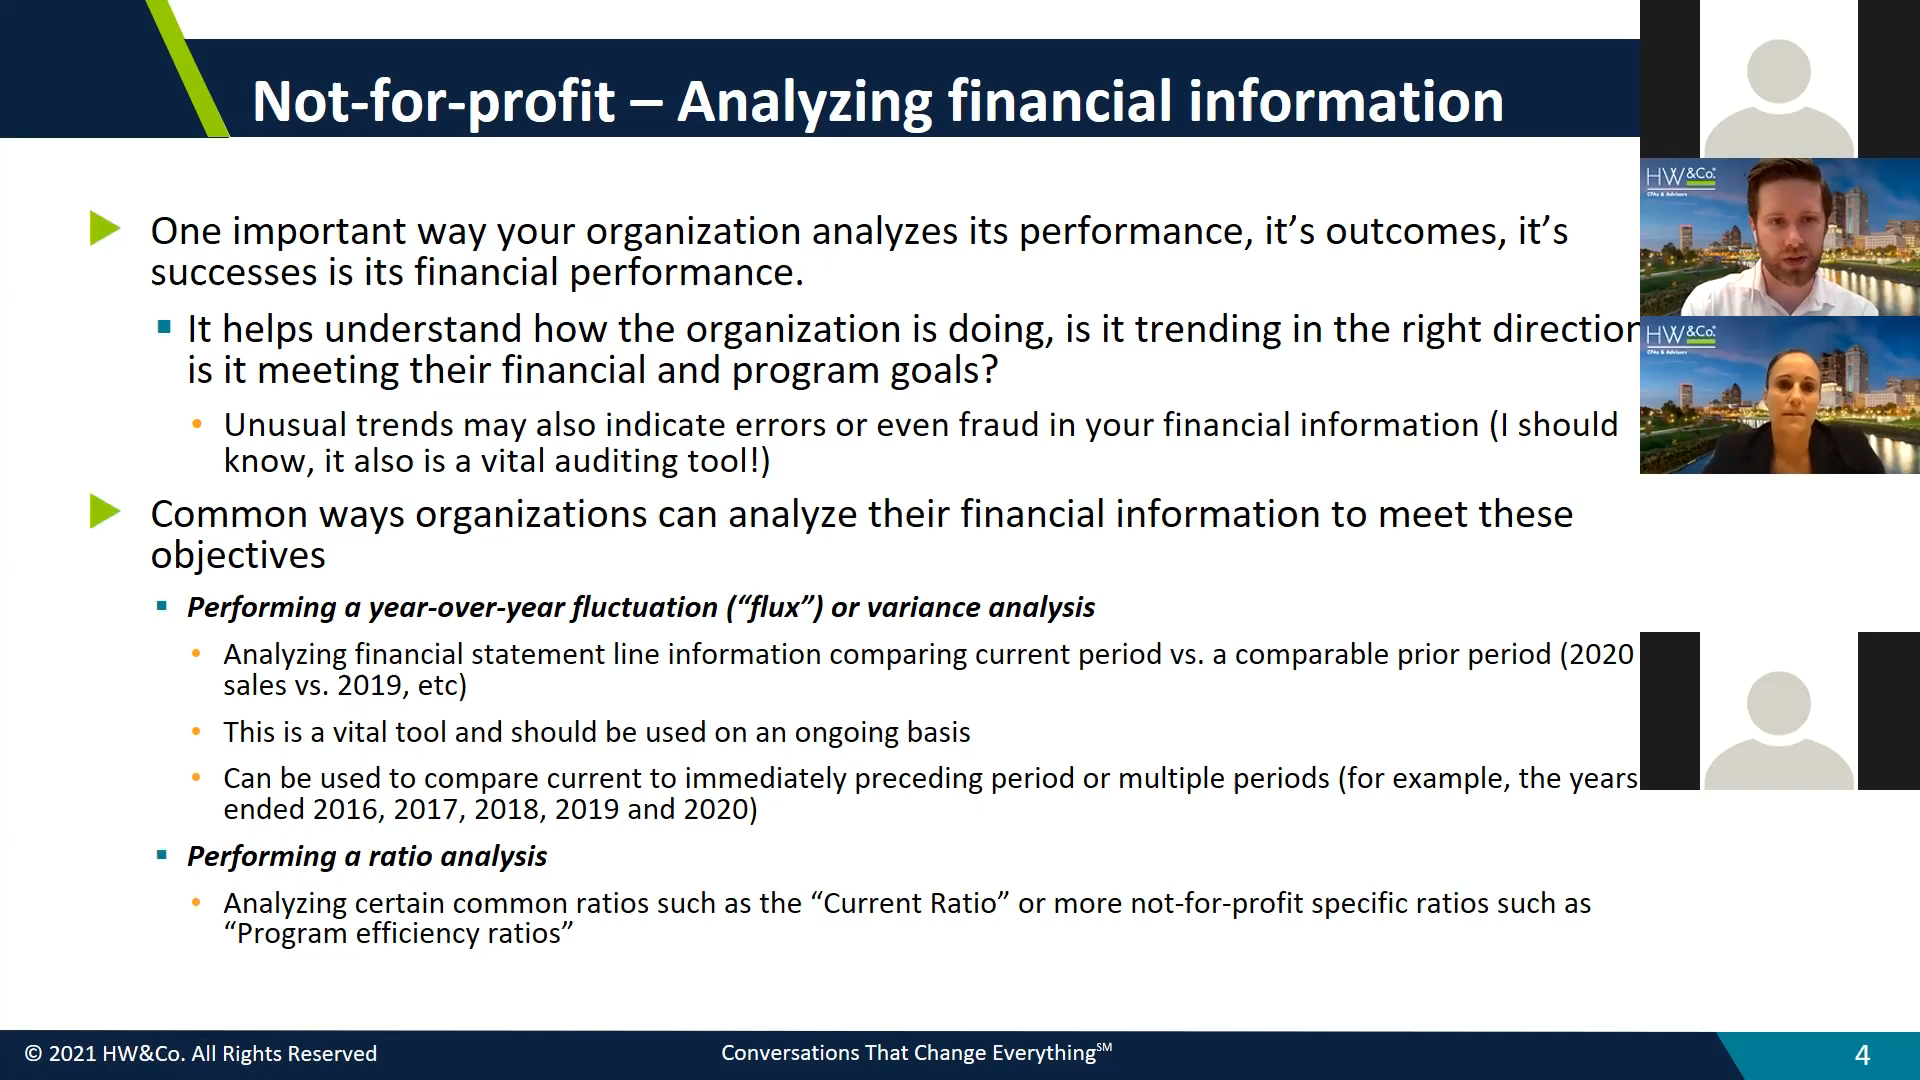 Not-for-profit – Analyzing financial information
One important way your organization analyzes its performance, it’s outcomes, it’s
successes is its financial performance.
It helps understand how the organization is doing, is it trending in the right direction
is it meeting their financial and program goals?
Unusual trends may also indicate errors or even fraud in your financial information (I should
know, it also is a vital auditing tool!)
Common ways organizations can analyze their financial information to meet these
objectives
Performing a year-over-year fluctuation (“flux”) or variance analysis
Analyzing financial statement line information comparing current period vs. a comparable prior period (2020
sales vs. 2019, etc)
This is a vital tool and should be used on an ongoing basis
Can be used to compare current to immediately preceding period or multiple periods (for example, the years
ended 2016, 2017, 2018, 2019 and 2020)
Performing a ratio analysis
Analyzing certain common ratios such as the “Current Ratio” or more not-for-profit specific ratios such as
“Program efficiency ratios”
HW&Co.
CPAs & Advisors
HW&Co.
CPAs & Advisors
© 2021 HW&Co. All Rights Reserved
Conversations That Change Everything℠
4